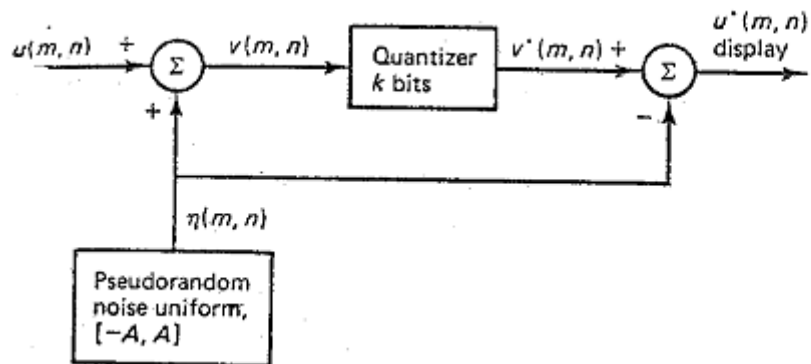 u(m, n)
+
Σ
v(m, n)
Quantizer
k bits
v˙(m, n) +
Σ
u˙(m, n)
display
+
−
η(m, n)
Pseudorandom
noise uniform,
[−A, A]